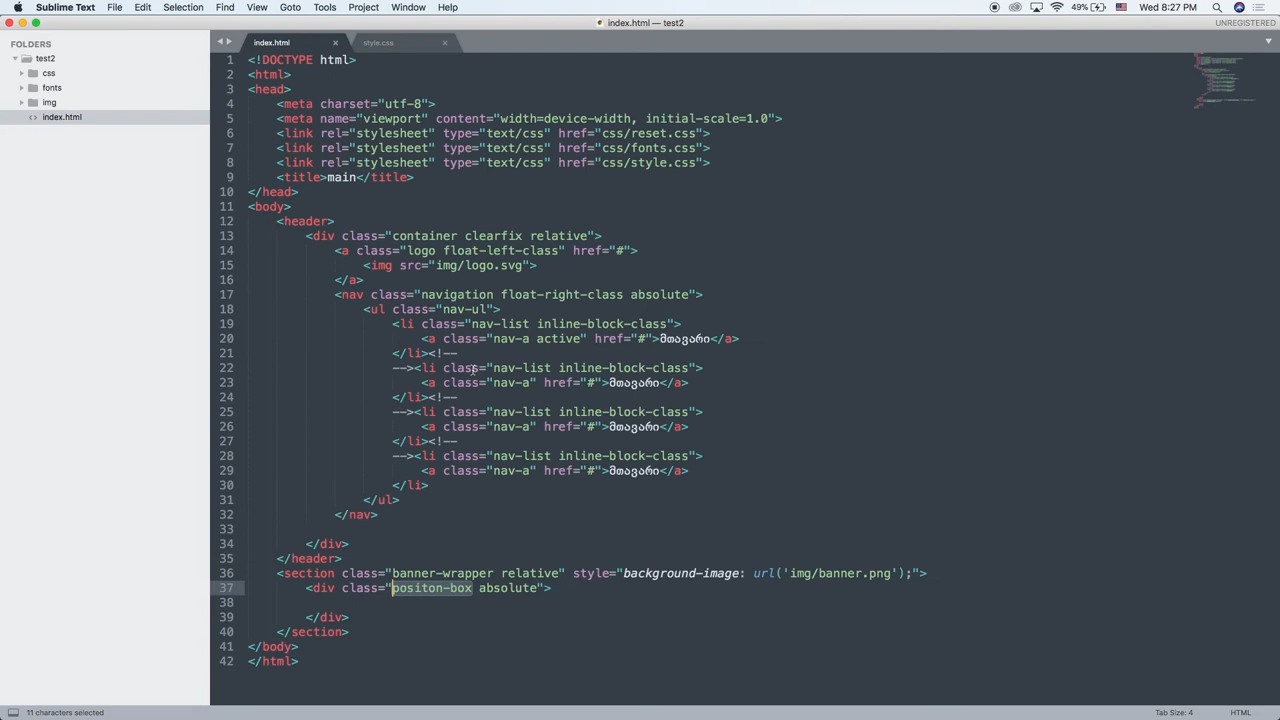 Sublime Text File Edit Selection Find View Goto Tools Project Window Help 49% Wed 8:27 PM
index.html — test2 UNREGISTERED
FOLDERS
test2
css
fonts
img
index.html
index.html style.css
1 <!DOCTYPE html>
2 <html>
3 <head>
4 <meta charset="utf-8">
5 <meta name="viewport" content="width=device-width, initial-scale=1.0">
6 <link rel="stylesheet" type="text/css" href="css/reset.css">
7 <link rel="stylesheet" type="text/css" href="css/fonts.css">
8 <link rel="stylesheet" type="text/css" href="css/style.css">
9 <title>main</title>
10 </head>
11 <body>
12 <header>
13 <div class="container clearfix relative">
14 <a class="logo float-left-class" href="#">
15 <img src="img/logo.svg">
16 </a>
17 <nav class="navigation float-right-class absolute">
18 <ul class="nav-ul">
19 <li class="nav-list inline-block-class">
20 <a class="nav-a active" href="#">მთავარი</a>
21 </li><!--
22 --><li class="nav-list inline-block-class">
23 <a class="nav-a" href="#">მთავარი</a>
24 </li><!--
25 --><li class="nav-list inline-block-class">
26 <a class="nav-a" href="#">მთავარი</a>
27 </li><!--
28 --><li class="nav-list inline-block-class">
29 <a class="nav-a" href="#">მთავარი</a>
30 </li>
31 </ul>
32 </nav>
33
34 </div>
35 </header>
36 <section class="banner-wrapper relative" style="background-image: url('img/banner.png');">
37 <div class="positon-box absolute">
38
39 </div>
40 </section>
41 </body>
42 </html>
11 characters selected Tab Size: 4 HTML